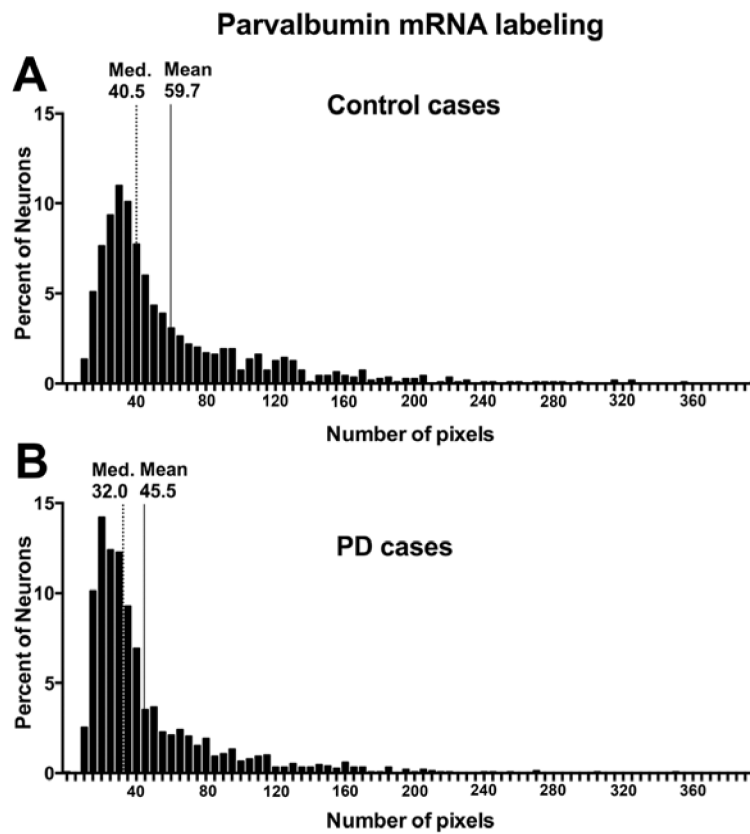 Parvalbumin mRNA labeling
A
Med. Mean
40.5 59.7
Control cases
15
10
5
0
Percent of Neurons
40 80 120 160 200 240 280 320 360
Number of pixels
B
Med. Mean
32.0 45.5
PD cases
15
10
5
0
Percent of Neurons
40 80 120 160 200 240 280 320 360
Number of pixels